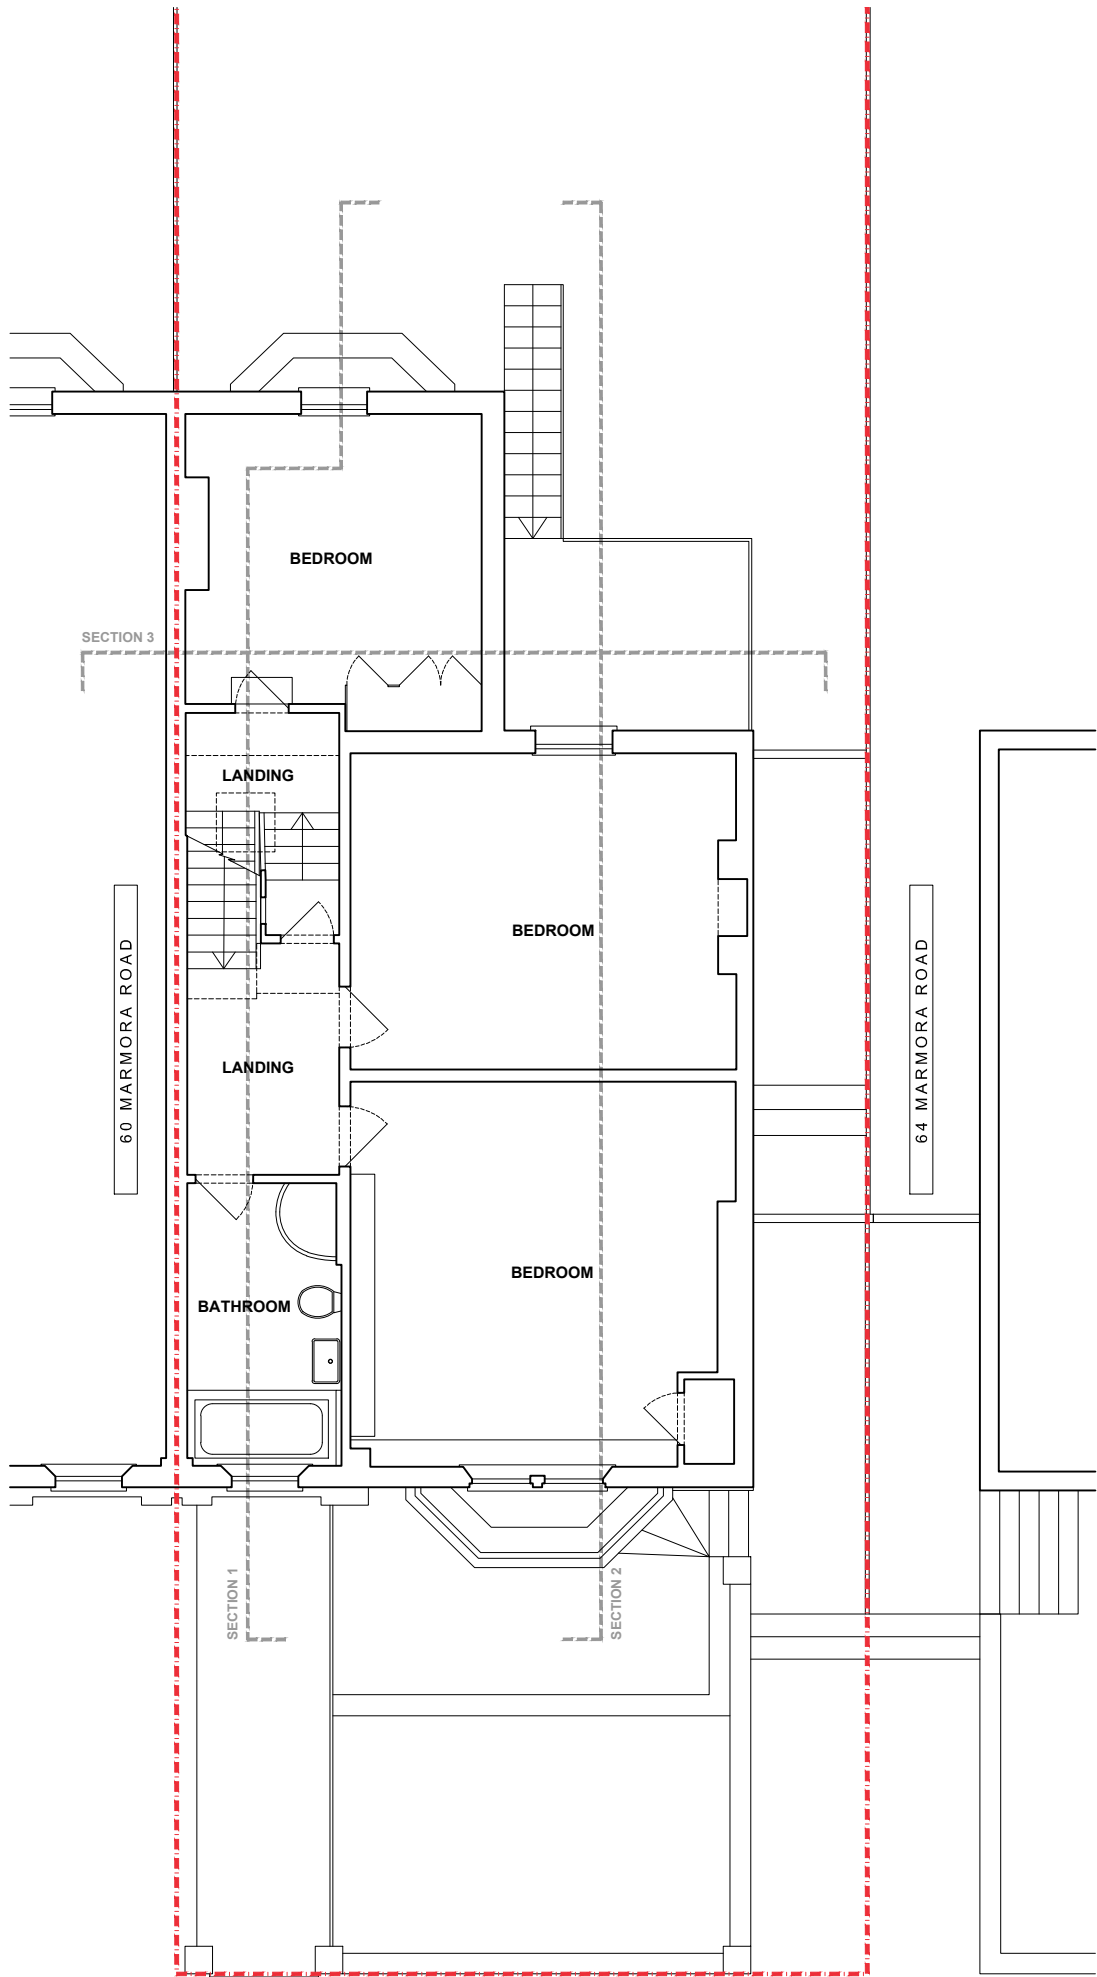 BEDROOM
SECTION 3
LANDING
BEDROOM
60 MARMORA ROAD
64 MARMORA ROAD
LANDING
BEDROOM
BATHROOM
SECTION 1
SECTION 2